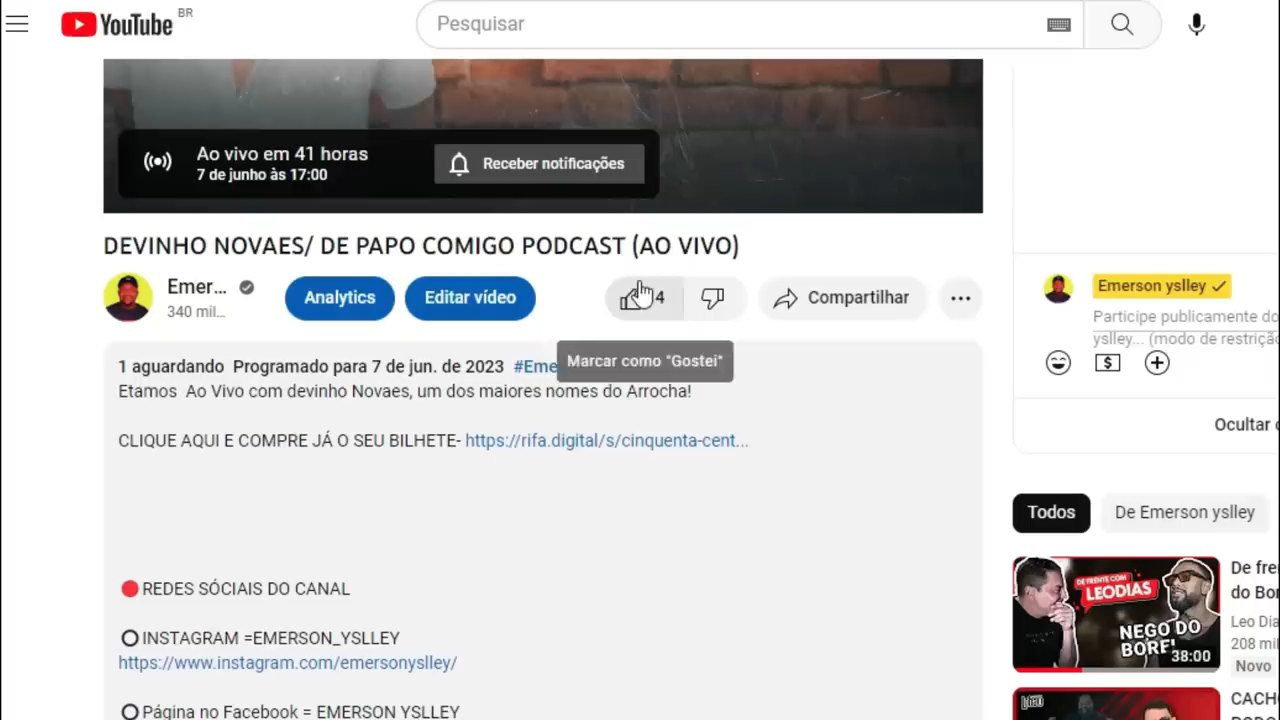 YouTube BR
Pesquisar
Ao vivo em 41 horas
7 de junho às 17:00
Receber notificações
DEVINHO NOVAES/ DE PAPO COMIGO PODCAST (AO VIVO)
Emer...
340 mil...
Analytics
Editar vídeo
4
Compartilhar
Marcar como "Gostei"
1 aguardando Programado para 7 de jun. de 2023 #Eme
Etamos Ao Vivo com devinho Novaes, um dos maiores nomes do Arrocha!
CLIQUE AQUI E COMPRE JÁ O SEU BILHETE- https://rifa.digital/s/cinquenta-cent...
REDES SÓCIAIS DO CANAL
INSTAGRAM =EMERSON_YSLLEY
https://www.instagram.com/emersonyslley/
Página no Facebook = EMERSON YSLLEY
Emerson yslley
Participe publicamente do
yslley... (modo de restrição
Ocultar
Todos
De Emerson yslley
DE FRENTE COM
LEODIAS
NEGO DO
BOREL
38:00
De fre
do Bor
Leo Dia
208 mil
Novo
CACH